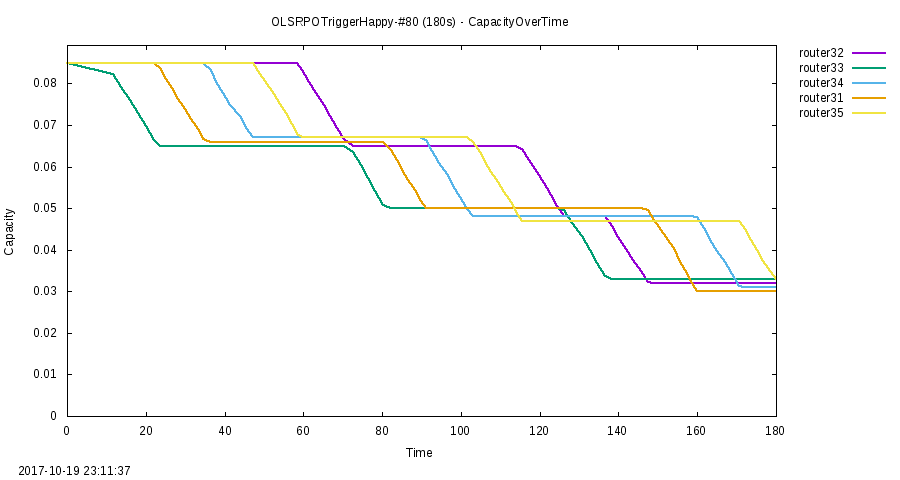 OLSRPOTriggerHappy-#80 (180s) - CapacityOverTime
router32
router33
router34
router31
router35
Capacity
0.08
0.07
0.06
0.05
0.04
0.03
0.02
0.01
0
0 20 40 60 80 100 120 140 160 180
Time
2017-10-19 23:11:37